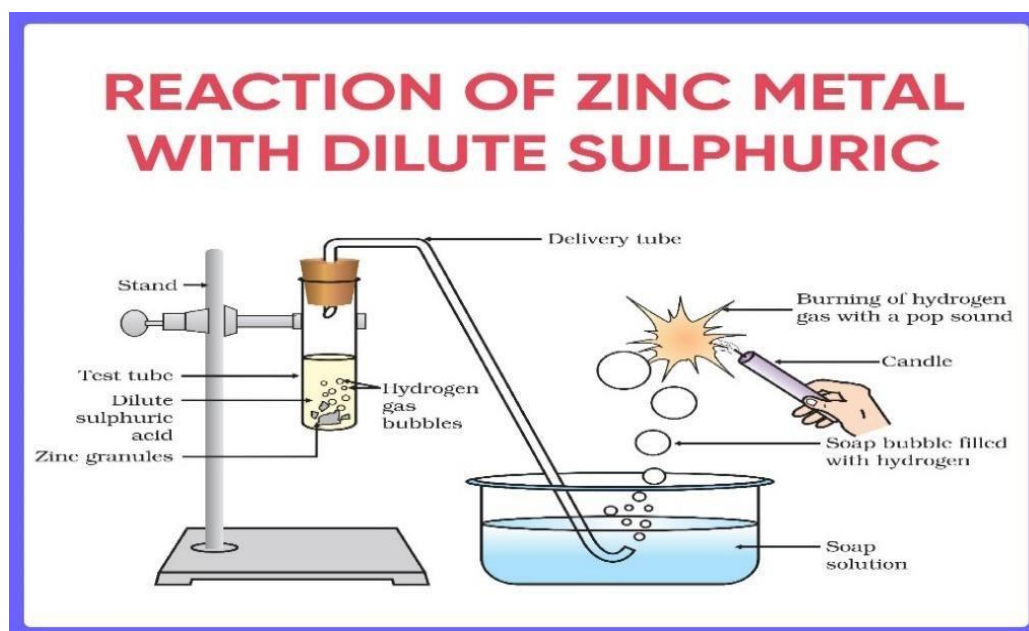 REACTION OF ZINC METAL
WITH DILUTE SULPHURIC
Delivery tube
Stand
Burning of hydrogen
gas with a pop sound
Candle
Test tube
Hydrogen
gas
bubbles
Dilute
sulphuric
acid
Zinc granules
Soap bubble filled
with hydrogen
Soap
solution